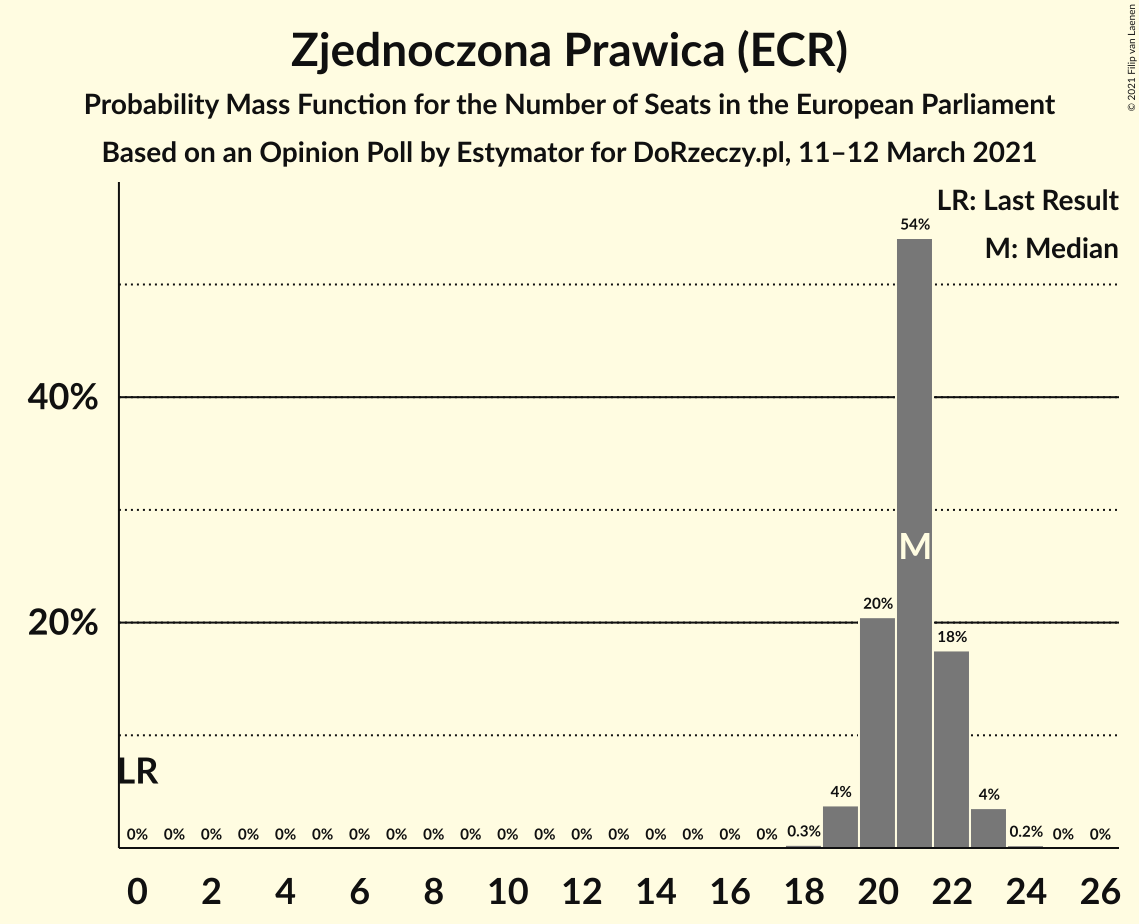 Zjednoczona Prawica (ECR)
Probability Mass Function for the Number of Seats in the European Parliament
Based on an Opinion Poll by Estymator for DoRzeczy.pl, 11–12 March 2021
© 2021 Filip van Laenen
LR: Last Result
M: Median
54%
40%
M
20%
20%
18%
LR
4%
4%
0% 0% 0% 0% 0% 0% 0% 0% 0% 0% 0% 0% 0% 0% 0% 0% 0% 0% 0.3% 0.2% 0% 0%
0 2 4 6 8 10 12 14 16 18 20 22 24 26